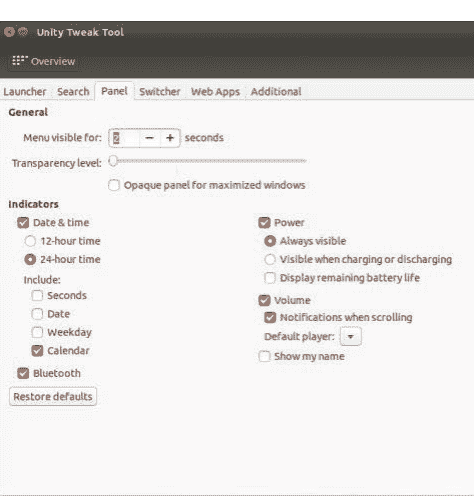 Unity Tweak Tool
Overview
Launcher Search Panel Switcher Web Apps Additional
General
Menu visible for: 2 − + seconds
Transparency level:
Opaque panel for maximized windows
Indicators
Date & time
12-hour time
24-hour time
Include:
Seconds
Date
Weekday
Calendar
Bluetooth
Power
Always visible
Visible when charging or discharging
Display remaining battery life
Volume
Notifications when scrolling
Default player:
Show my name
Restore defaults